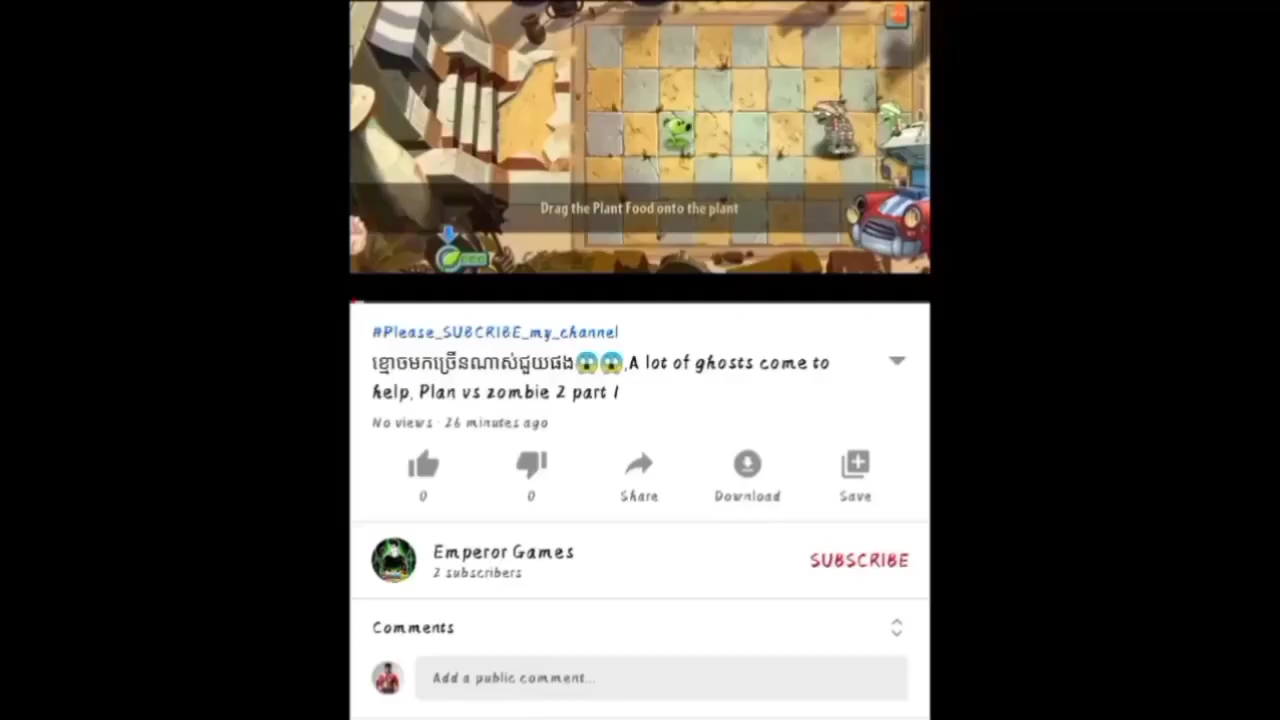 Drag the Plant Food onto the plant
#Please_SUBCRIBE_my_channel
ខ្មោចមកច្រើនណាស់ជួយផង😱😱,A lot of ghosts come to
help, Plan vs zombie 2 part 1
No views · 26 minutes ago
0 0 Share Download Save
Emperor Games
2 subscribers
SUBSCRIBE
Comments
Add a public comment...